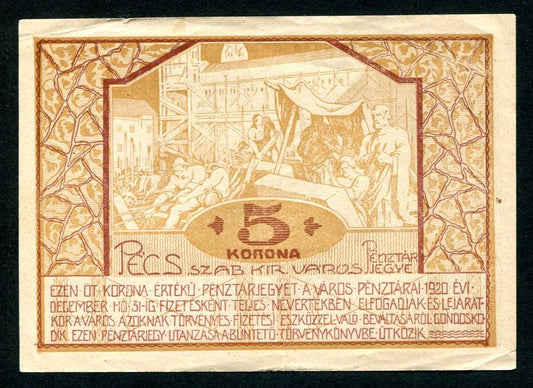 5
KORONA
PÉCS SZAB. KIR. VÁROS PÉNZTÁR
JEGYE
EZEN ÖT KORONA ÉRTÉKŰ PÉNZTÁRJEGYET A VÁROS PÉNZTÁRAI 1920 ÉVI
DECEMBER HÓ 31-IG FIZETÉSKÉNT TELJES NÉVÉRTÉKBEN ELFOGADJÁK ÉS LEJÁRAT-
KOR A VÁROS AZOKNAK TÖRVÉNYES FIZETÉSI ESZKÖZZEL VALÓ BEVÁLTÁSÁRÓL GONDOSKO-
DIK. EZEN PÉNZTÁRJEGY UTÁNZÁSA A BÜNTETŐ TÖRVÉNYKÖNYVBE ÜTKÖZIK.